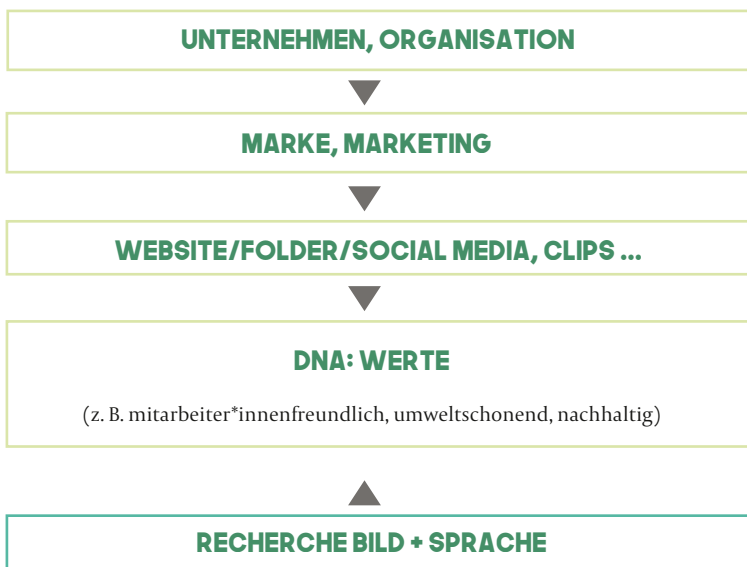 UNTERNEHMEN, ORGANISATION
MARKE, MARKETING
WEBSITE/FOLDER/SOCIAL MEDIA, CLIPS ...
DNA: WERTE
(z. B. mitarbeiter*innenfreundlich, umweltschonend, nachhaltig)
RECHERCHE BILD + SPRACHE